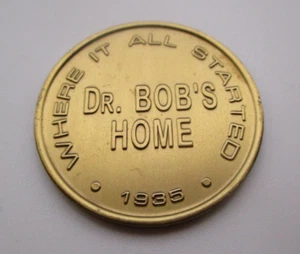 WHERE IT ALL STARTED
DR. BOB'S
HOME
1935